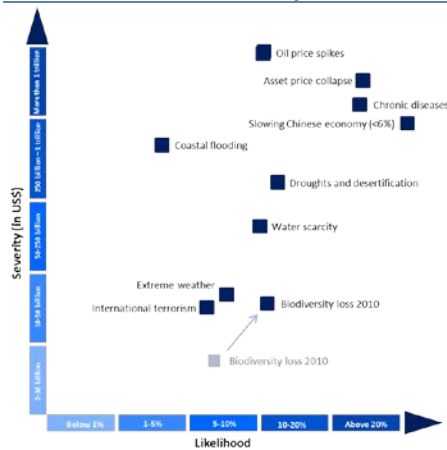 Oil price spikes
Asset price collapse
Chronic diseases
Slowing Chinese economy (<6%)
Coastal flooding
Droughts and desertification
Water scarcity
Extreme weather
International terrorism
Biodiversity loss 2010
Biodiversity loss 2010
Severity (In US$)
More than 1 trillion
250 billion – 1 trillion
50-250 billion
10-50 billion
2-10 billion
Below 1%
1-5%
5-10%
10-20%
Above 20%
Likelihood